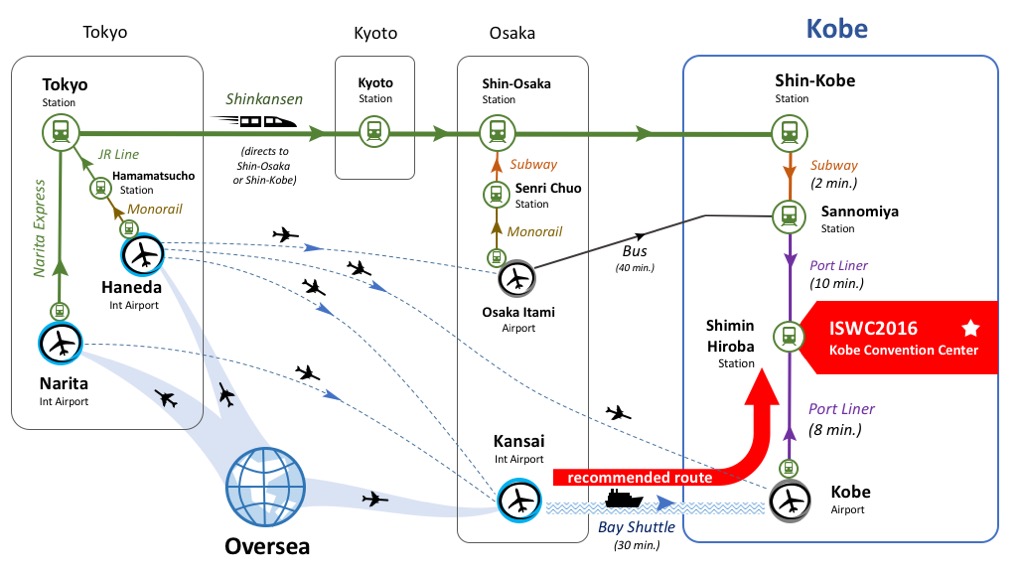 Tokyo
Kyoto
Osaka
Kobe
Tokyo
Station
Shinkansen
(directs to
Shin-Osaka
or Shin-Kobe)
Kyoto
Station
Shin-Osaka
Station
Shin-Kobe
Station
JR Line
Hamamatsucho
Station
Monorail
Narita Express
Haneda
Int Airport
Narita
Int Airport
Subway
Senri Chuo
Station
Monorail
Osaka Itami
Airport
Bus
(40 min.)
Subway
(2 min.)
Sannomiya
Station
Port Liner
(10 min.)
Shimin
Hiroba
Station
ISWC2016
Kobe Convention Center
Port Liner
(8 min.)
Kansai
Int Airport
recommended route
Bay Shuttle
(30 min.)
Kobe
Airport
Oversea